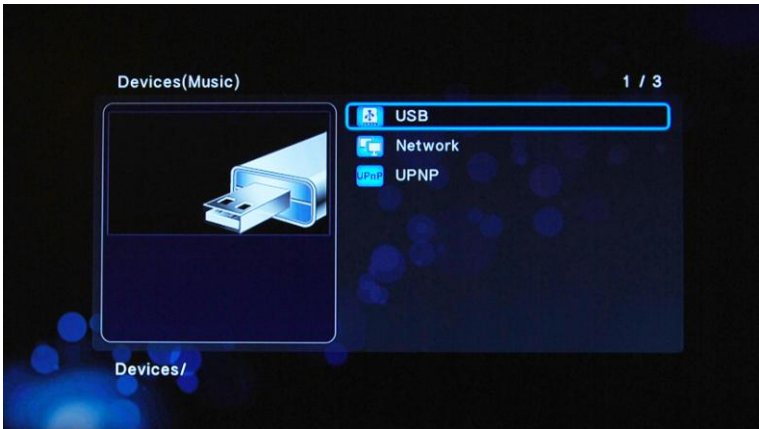 Devices(Music)
1 / 3
USB
Network
UPnP UPNP
Devices/